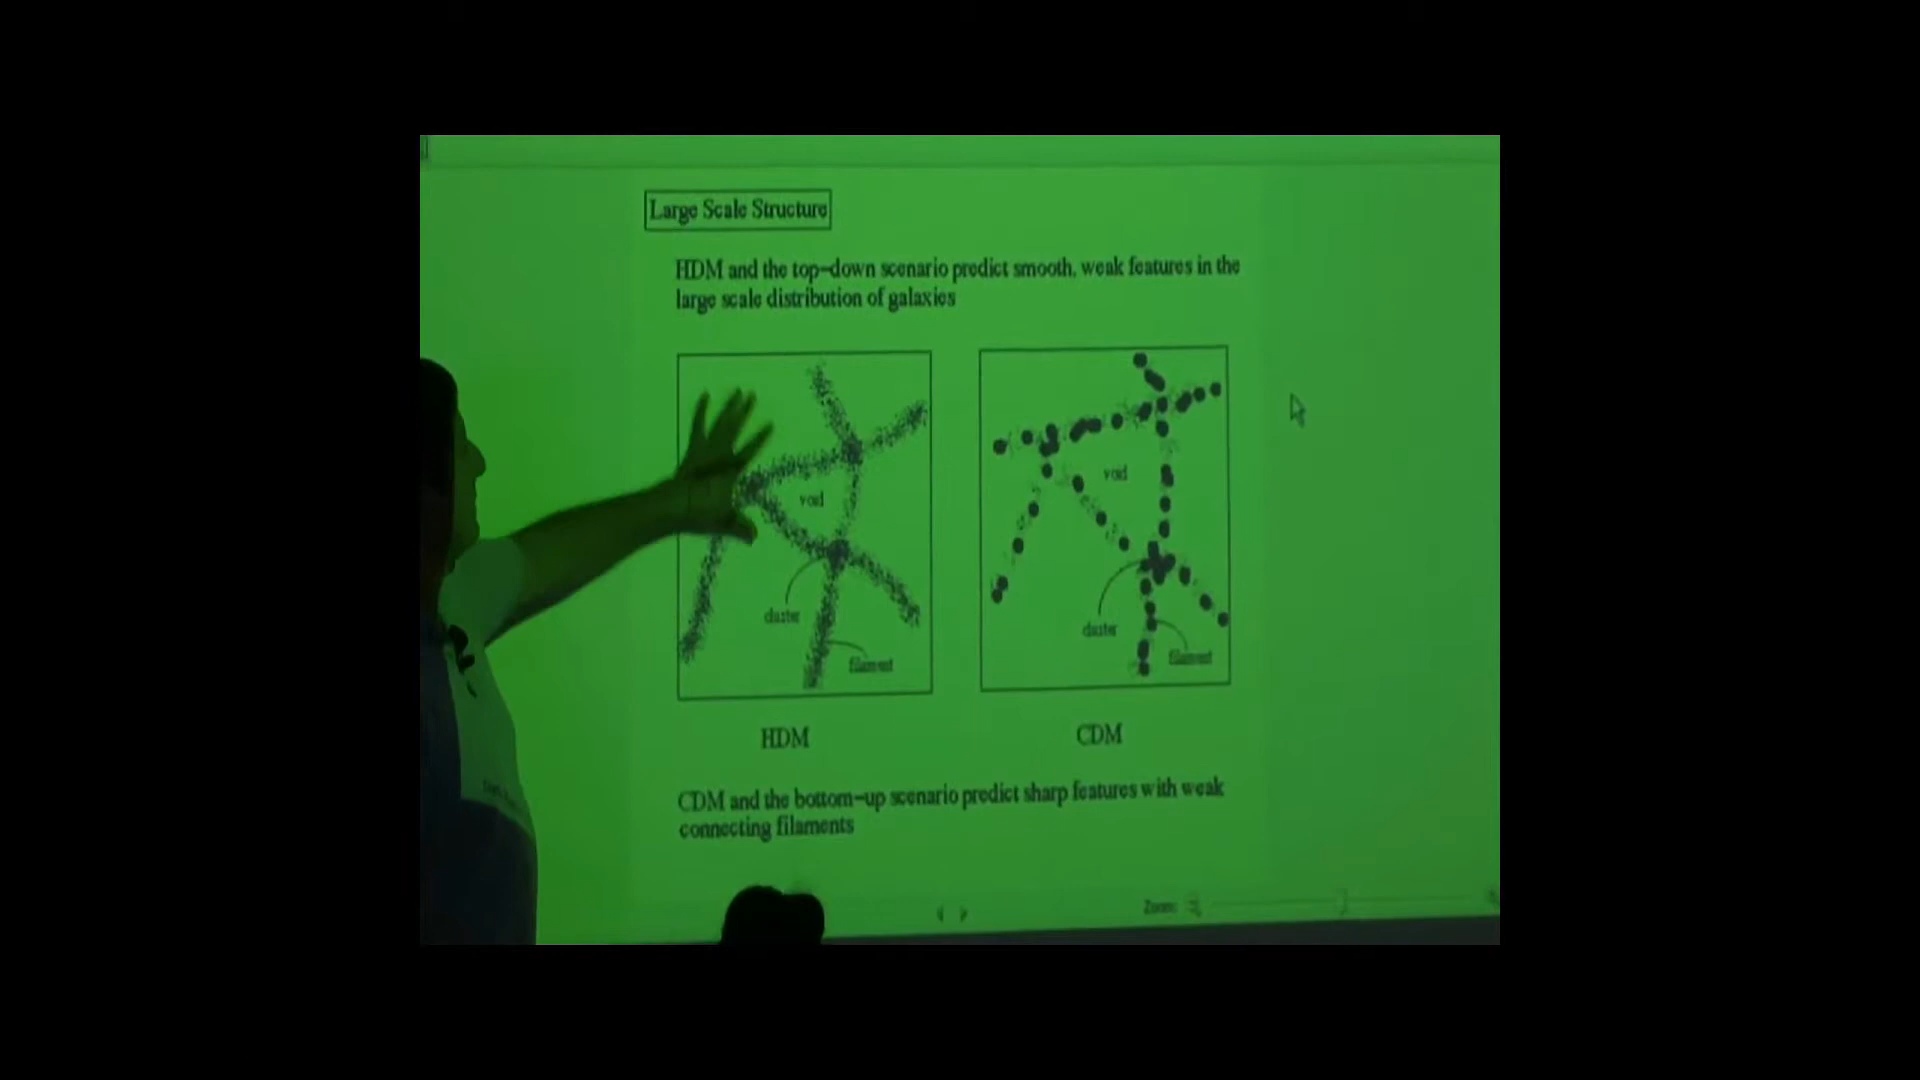 Large Scale Structure
HDM and the top-down scenario predict smooth, weak features in the
large scale distribution of galaxies
void
void
cluster
filament
cluster
filament
HDM
CDM
CDM and the bottom-up scenario predict sharp features with weak
connecting filaments
Zoom: